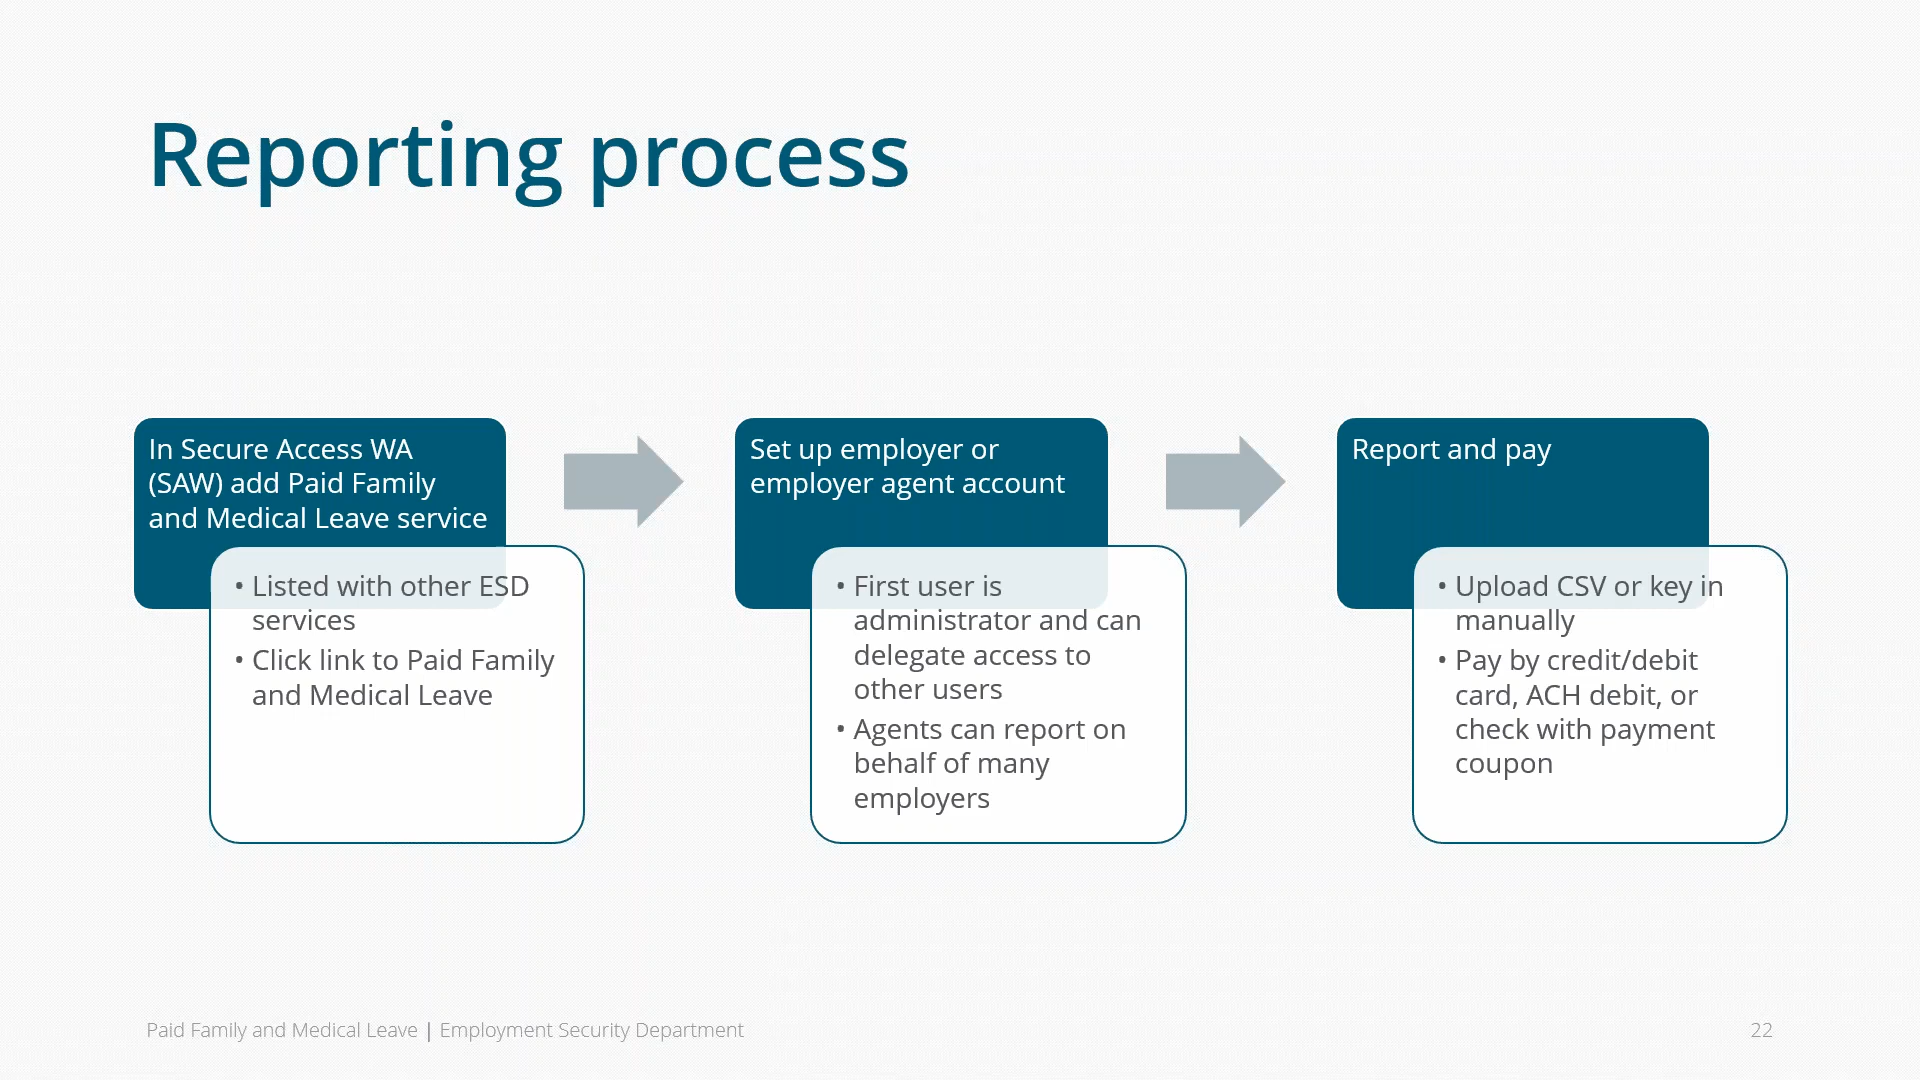 Reporting process
In Secure Access WA
(SAW) add Paid Family
and Medical Leave service
• Listed with other ESD
services
• Click link to Paid Family
and Medical Leave
Set up employer or
employer agent account
• First user is
administrator and can
delegate access to
other users
• Agents can report on
behalf of many
employers
Report and pay
• Upload CSV or key in
manually
• Pay by credit/debit
card, ACH debit, or
check with payment
coupon
Paid Family and Medical Leave | Employment Security Department
22